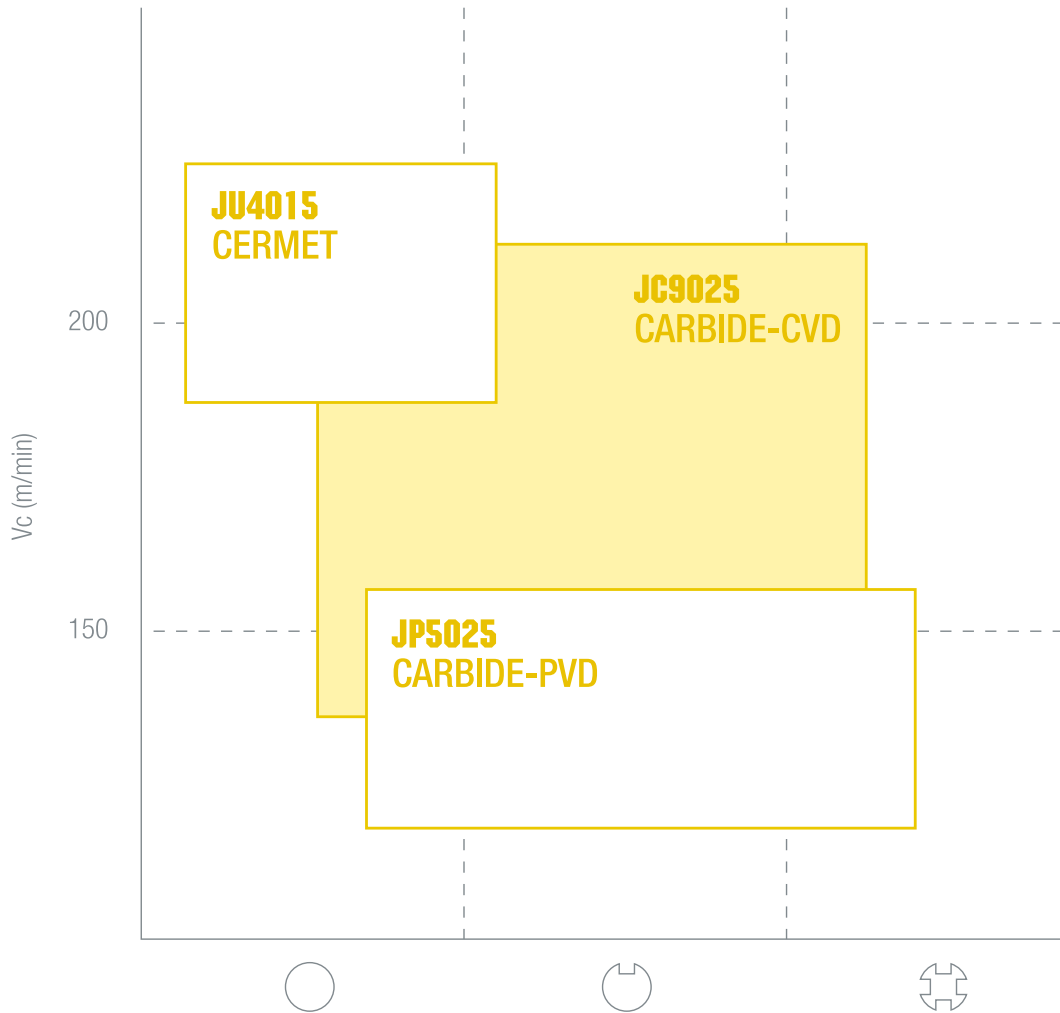 JU4015
CERMET
JC9025
CARBIDE-CVD
200
Vc (m/min)
150
JP5025
CARBIDE-PVD